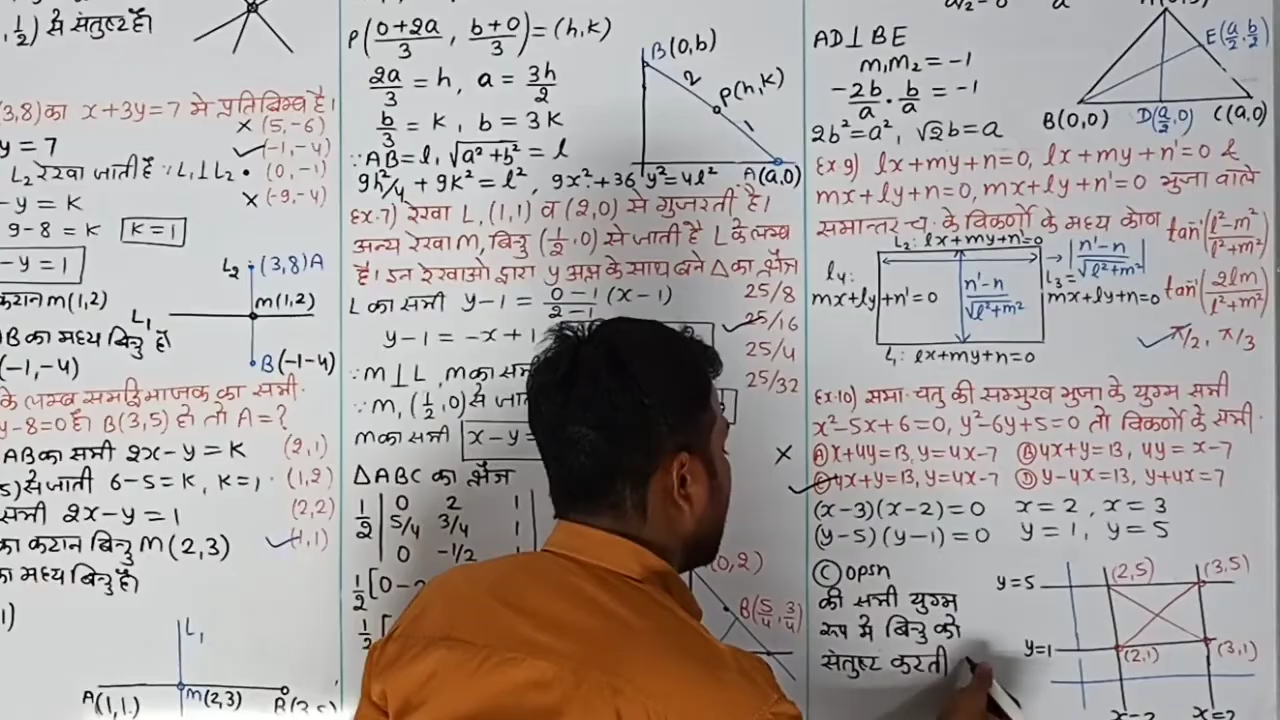 , 1/2) से संतुष्ट है।
(3,8) का x+3y=7 मे प्रतिबिम्ब है।
× (5,-6)
y=7
✓ (-1,-4)
L2 रेखा जाती है ∵ L1⊥L2 • (0,-1)
-y=K
× (-9,-4)
9-8=K, K=1
-y=1
L2 (3,8)A
कटान m(1,2)
m(1,2)
L1
AB का मध्य बिन्दु है
(-1,-4)
B(-1-4)
के लम्ब समद्विभाजक का समी.
y-8=0 है। B(3,5) हो तो A=?
AB का समी 2x-y=K (2,1)
5) से जाती 6-5=K, K=1. (1,2)
समी 2x-y=1 (2,2)
का कटान बिन्दु M(2,3) ✓ (1,1)
का मध्य बिन्दु है।
1)
L1
A(1,1) M(2,3)
P((0+2a)/3, (b+0)/3) = (h,K)
2a/3 = h, a = 3h/2
b/3 = K, b = 3K
∵ AB=l, √(a²+b²) = l
9h²/4 + 9K² = l², 9x²+36y²=4l²
B(0,b)
2
P(h,K)
1
A(a,0)
Ex-7) रेखा L, (1,1) व (2,0) से गुजरती है।
अन्य रेखा M, बिन्दु (1/2,0) से जाती है L के लम्ब
है। इन रेखाओ द्वारा y अक्ष के साथ बने △ का क्षेत्र
L का समी y-1 = (0-1)/(2-1) (x-1) 25/8
y-1 = -x+1 ✓ 25/16
25/4
∵ M⊥L, M का समी
25/32
∵ M, (1/2,0) से जात
M का समी x-y=
△ABC का क्षेत्र
×
1/2 | 0 2 1
5/4 3/4 1
0 -1/2 1
1/2[0-
(0,2)
B(5/4, 3/4)
1/2[
AD⊥BE
m1m2 = -1
-2b/a . b/a = -1
2b²=a², √2b=a
E(a/2, b/2)
B(0,0) D(a/2,0) C(a,0)
Ex 9) lx+my+n=0, lx+my+n'=0 &
mx+ly+n=0, mx+ly+n'=0 भुजा वाले
समान्तर च. के विकर्णो के मध्य कोण tan⁻¹(l²-m²/l²+m²)
L2: lx+my+n'=0
→ |n'-n/√l²+m²|
L4:
mx+ly+n'=0
n'-n/√l²+m²
L3=
mx+ly+n=0
tan⁻¹(2lm/l²+m²)
✓ π/2, π/3
L1: lx+my+n=0
Ex-10) समा. चतु की सम्मुख भुजा के युग्म समी
x²-5x+6=0, y²-6y+5=0 तो विकर्णो के समी.
Ⓐ x+4y=13, y=4x-7 Ⓑ 4x+y=13, 4y=x-7
✓ Ⓒ 4x+y=13, y=4x-7 Ⓓ y-4x=13, y+4x=7
(x-3)(x-2)=0 x=2, x=3
(y-5)(y-1)=0 y=1, y=5
Ⓒ opsn
की समी युग्म
रूप मे बिन्दु को
संतुष्ट करती
y=5 (2,5) (3,5)
y=1 (2,1) (3,1)